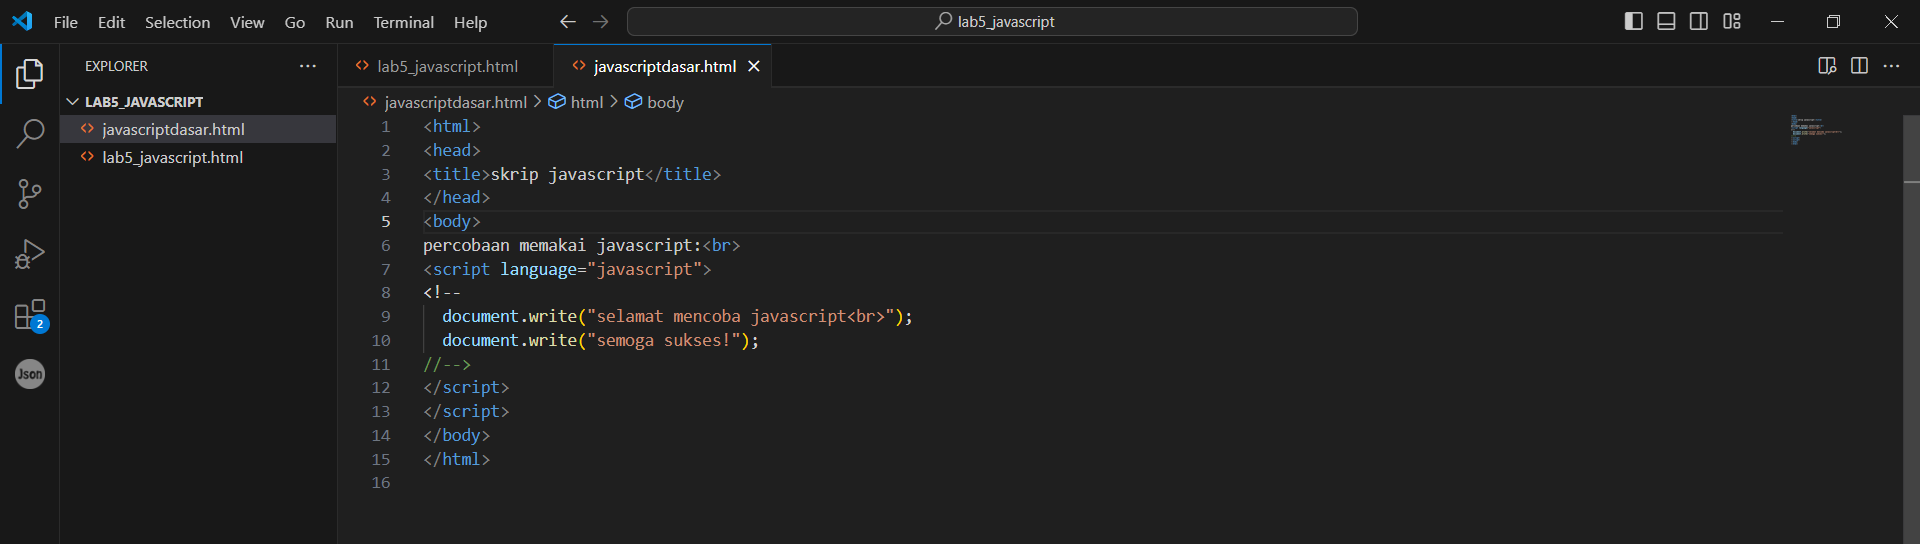 File Edit Selection View Go Run Terminal Help lab5_javascript
EXPLORER
LAB5_JAVASCRIPT
javascriptdasar.html
lab5_javascript.html
2
Json
lab5_javascript.html javascriptdasar.html
javascriptdasar.html > html > body
1 <html>
2 <head>
3 <title>skrip javascript</title>
4 </head>
5 <body>
6 percobaan memakai javascript:<br>
7 <script language="javascript">
8 <!--
9 document.write("selamat mencoba javascript<br>");
10 document.write("semoga sukses!");
11 //-->
12 </script>
13 </script>
14 </body>
15 </html>
16